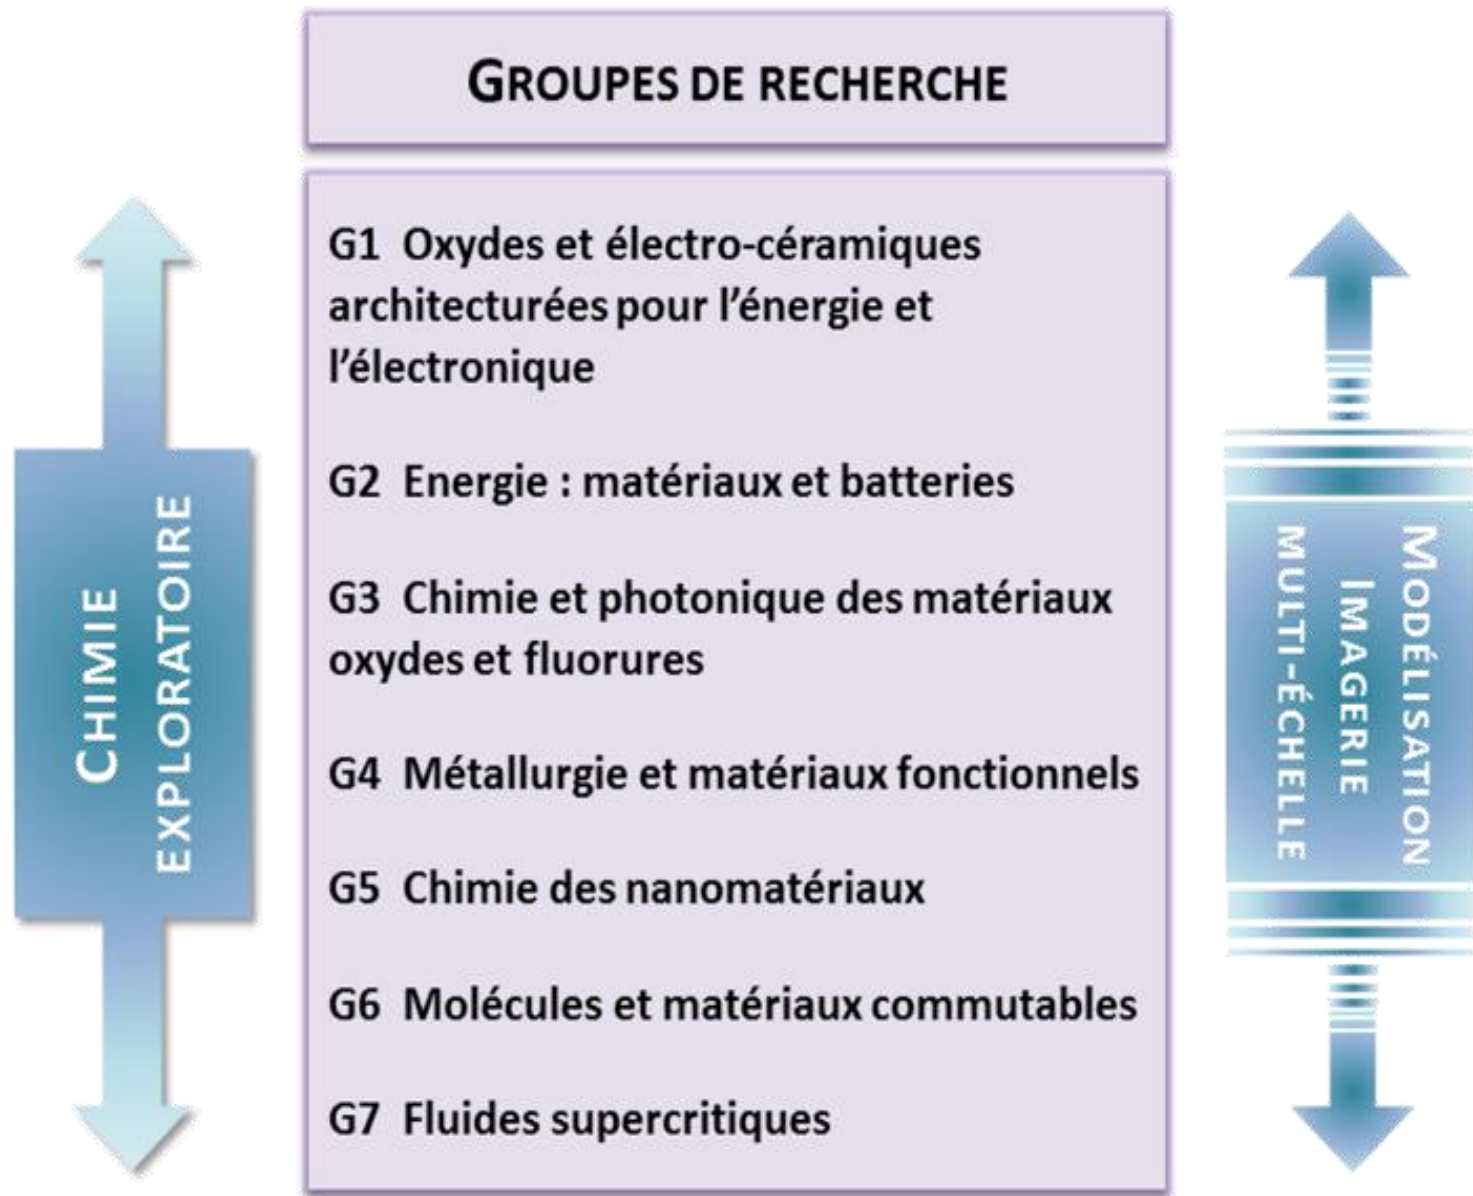 GROUPES DE RECHERCHE
G1 Oxydes et électro-céramiques
architecturées pour l’énergie et
l’électronique
G2 Energie : matériaux et batteries
G3 Chimie et photonique des matériaux
oxydes et fluorures
G4 Métallurgie et matériaux fonctionnels
G5 Chimie des nanomatériaux
G6 Molécules et matériaux commutables
G7 Fluides supercritiques
CHIMIE
EXPLORATOIRE
MODÉLISATION
IMAGERIE
MULTI-ÉCHELLE